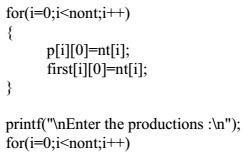 for(i=0;i<nont;i++)
{
p[i][0]=nt[i];
first[i][0]=nt[i];
}
printf("\nEnter the productions :\n");
for(i=0;i<nont;i++)